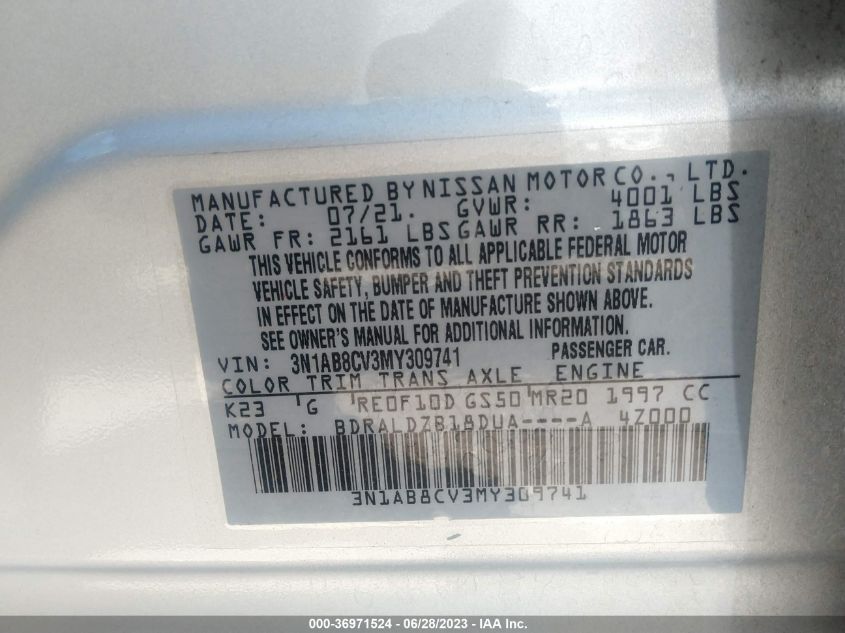 MANUFACTURED BY NISSAN MOTOR CO., LTD.
DATE: 07/21. GVWR: 4001 LBS
GAWR FR: 2161 LBS GAWR RR: 1863 LBS
THIS VEHICLE CONFORMS TO ALL APPLICABLE FEDERAL MOTOR
VEHICLE SAFETY, BUMPER AND THEFT PREVENTION STANDARDS
IN EFFECT ON THE DATE OF MANUFACTURE SHOWN ABOVE.
SEE OWNER'S MANUAL FOR ADDITIONAL INFORMATION.
VIN: 3N1AB8CV3MY309741 PASSENGER CAR.
COLOR TRIM TRANS AXLE ENGINE
K23 G RE0F10D GS50 MR20 1997 CC
MODEL: BDRALDZB18DUA----A 4Z000
3N1AB8CV3MY309741
000-36971524 | 06/28/2023 | IAA Inc.